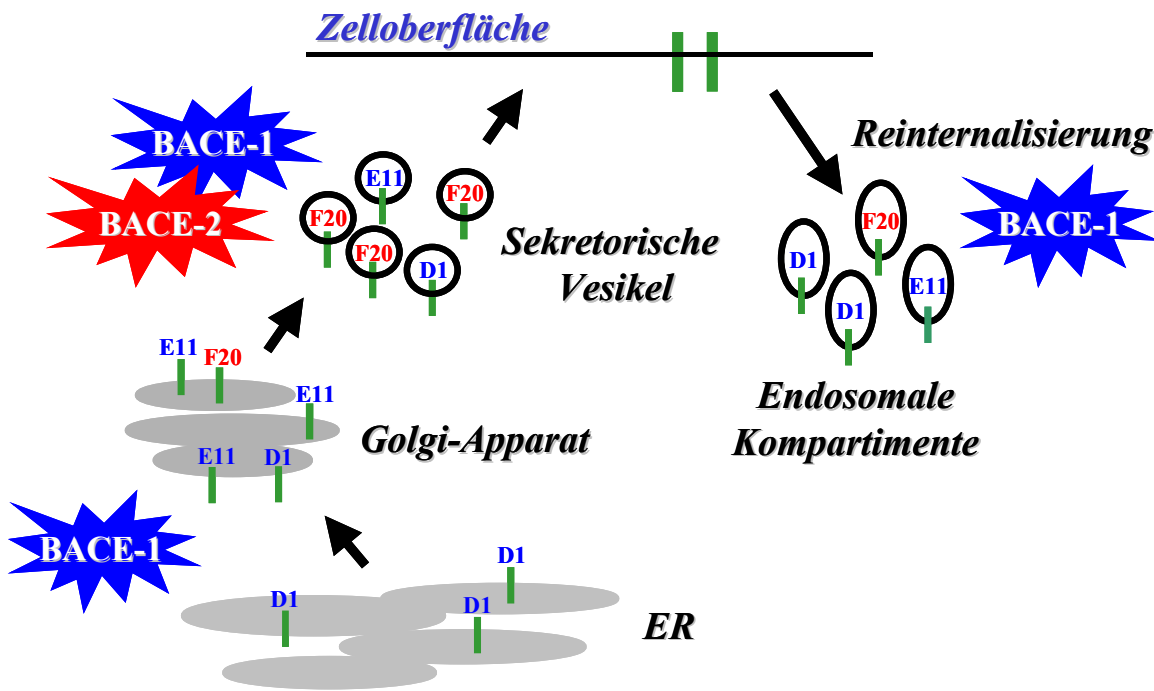 Zelloberfläche
BACE-1
BACE-2
E11
F20
F20
F20
D1
Sekretorische
Vesikel
Reinternalisierung
BACE-1
F20
D1
E11
D1
Endosomale
Kompartimente
E11
F20
E11
E11
D1
Golgi-Apparat
BACE-1
D1
D1
D1
ER